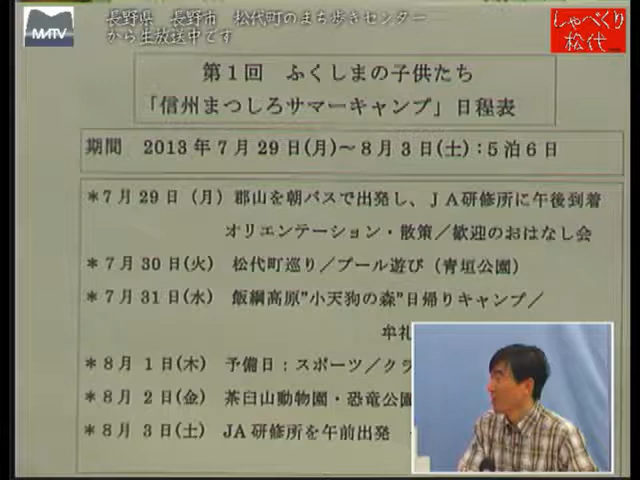 MATV
長野県　長野市　松代町のまち歩きセンター
から生放送中です
しゃべくり
松代
第１回　ふくしまの子供たち
「信州まつしろサマーキャンプ」日程表
期間　2013年７月29日(月)～８月３日(土):５泊６日
＊７月29日（月）郡山を朝バスで出発し、ＪＡ研修所に午後到着
オリエンテーション・散策／歓迎のおはなし会
＊７月30日(火)　松代町巡り／プール遊び（青垣公園）
＊７月31日(水)　飯綱高原"小天狗の森"日帰りキャンプ／
牟礼
＊８月　１日(木)　予備日：スポーツ／クラ
＊８月　２日(金)　茶臼山動物園・恐竜公園
＊８月　３日(土)　JA研修所を午前出発